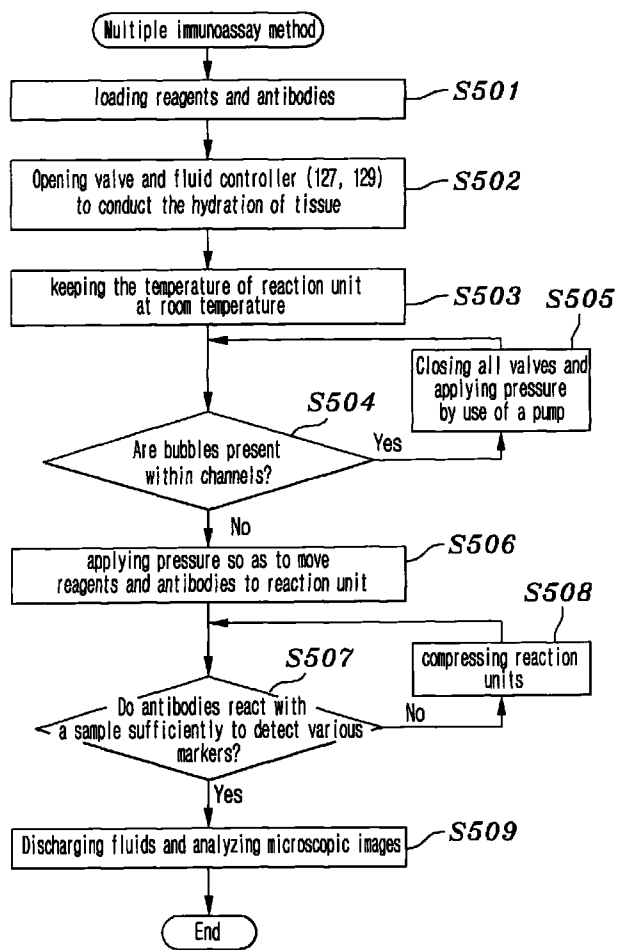 Multiple immunoassay method
loading reagents and antibodies
S501
Opening valve and fluid controller (127, 129)
to conduct the hydration of tissue
S502
keeping the temperature of reaction unit
at room temperature
S503
S505
Closing all valves and
applying pressure
by use of a pump
S504
Are bubbles present
within channels?
Yes
No
applying pressure so as to move
reagents and antibodies to reaction unit
S506
S508
compressing reaction
units
S507
Do antibodies react with
a sample sufficiently to detect various
markers?
No
Yes
Discharging fluids and analyzing microscopic images
S509
End